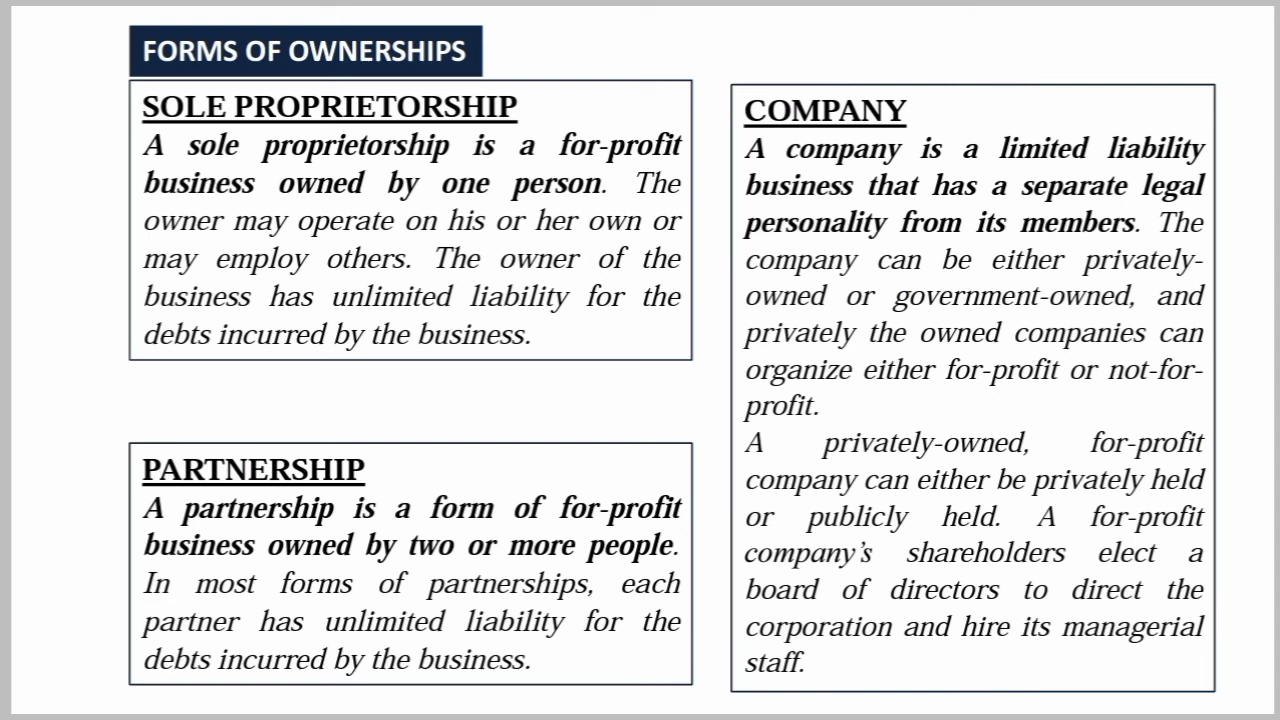 FORMS OF OWNERSHIPS
SOLE PROPRIETORSHIP
A sole proprietorship is a for-profit
business owned by one person. The
owner may operate on his or her own or
may employ others. The owner of the
business has unlimited liability for the
debts incurred by the business.
PARTNERSHIP
A partnership is a form of for-profit
business owned by two or more people.
In most forms of partnerships, each
partner has unlimited liability for the
debts incurred by the business.
COMPANY
A company is a limited liability
business that has a separate legal
personality from its members. The
company can be either privately-
owned or government-owned, and
privately the owned companies can
organize either for-profit or not-for-
profit.
A privately-owned, for-profit
company can either be privately held
or publicly held. A for-profit
company’s shareholders elect a
board of directors to direct the
corporation and hire its managerial
staff.